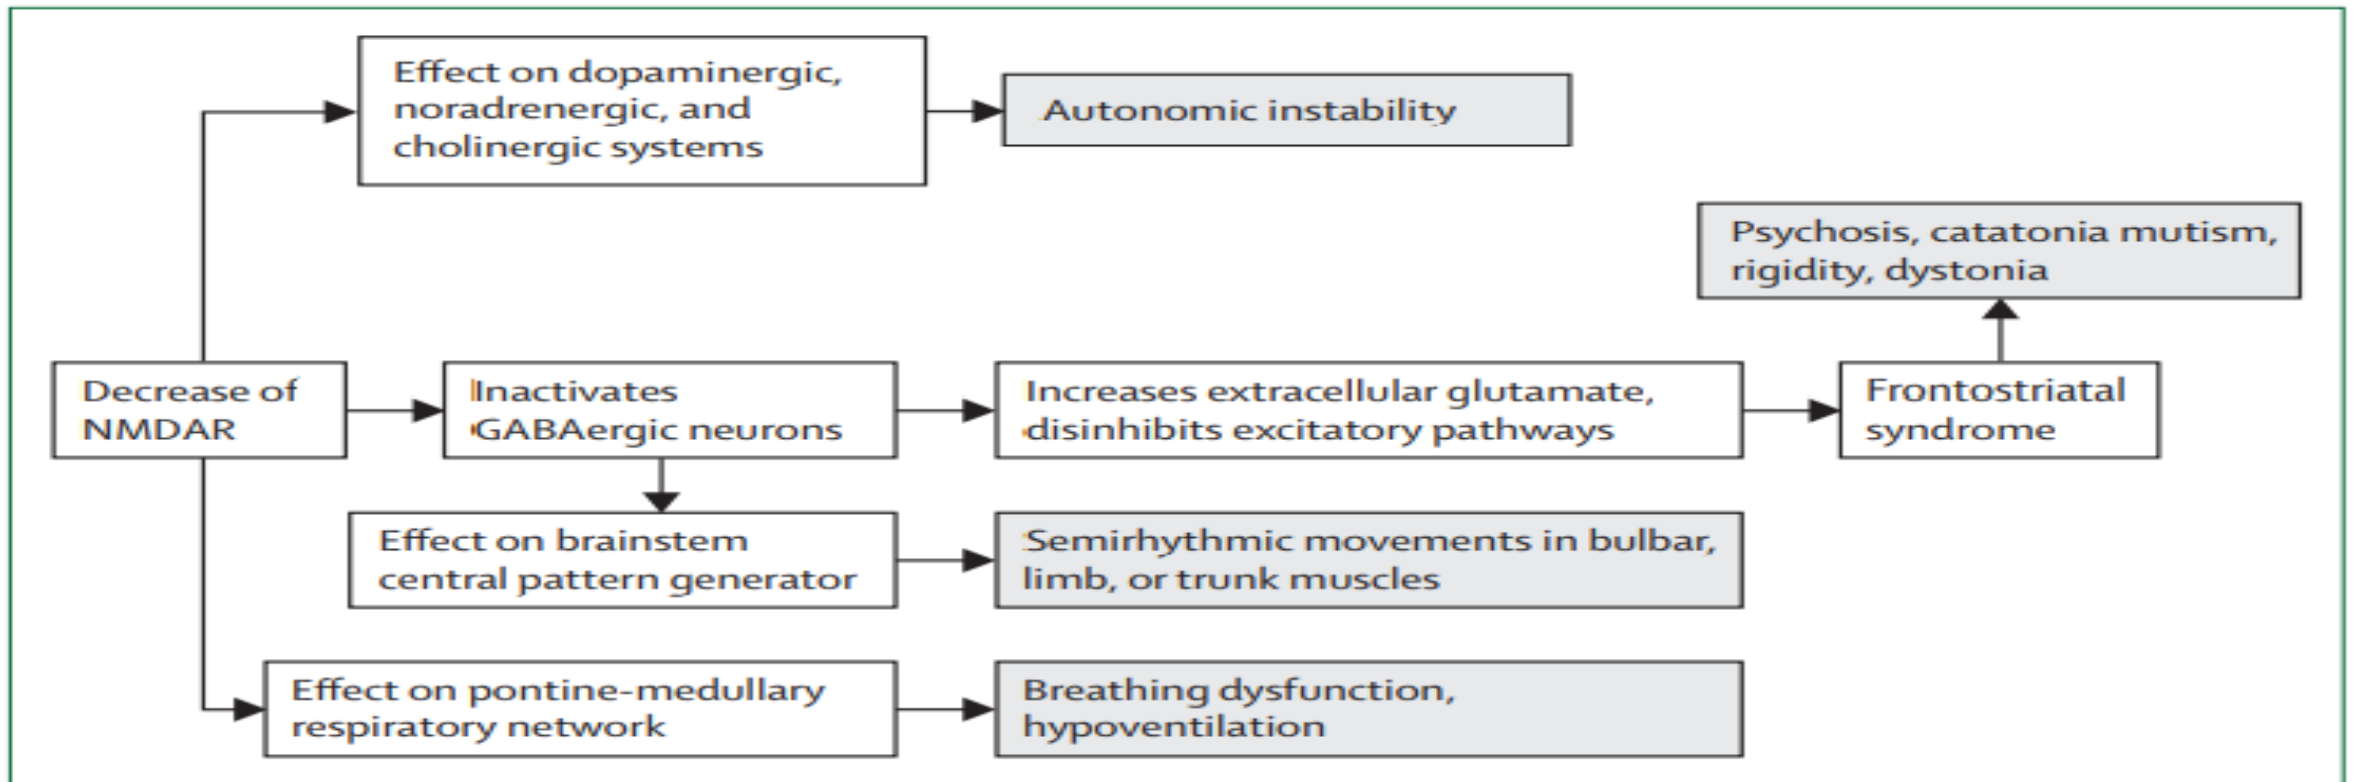 Effect on dopaminergic,
noradrenergic, and
cholinergic systems
Autonomic instability
Psychosis, catatonia mutism,
rigidity, dystonia
Decrease of
NMDAR
Inactivates
GABAergic neurons
Increases extracellular glutamate,
disinhibits excitatory pathways
Frontostriatal
syndrome
Effect on brainstem
central pattern generator
Semirhythmic movements in bulbar,
limb, or trunk muscles
Effect on pontine-medullary
respiratory network
Breathing dysfunction,
hypoventilation